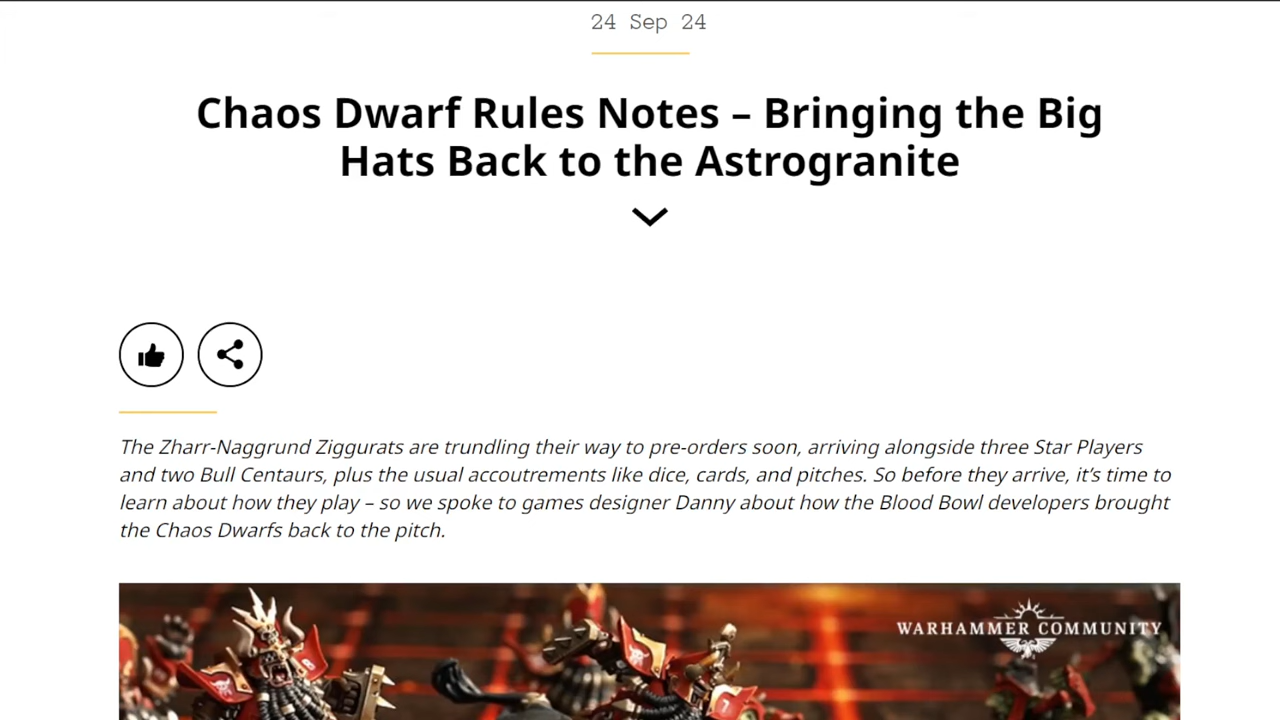 24 Sep 24
Chaos Dwarf Rules Notes – Bringing the Big
Hats Back to the Astrogranite
The Zharr-Naggrund Ziggurats are trundling their way to pre-orders soon, arriving alongside three Star Players
and two Bull Centaurs, plus the usual accoutrements like dice, cards, and pitches. So before they arrive, it’s time to
learn about how they play – so we spoke to games designer Danny about how the Blood Bowl developers brought
the Chaos Dwarfs back to the pitch.
WARHAMMER COMMUNITY